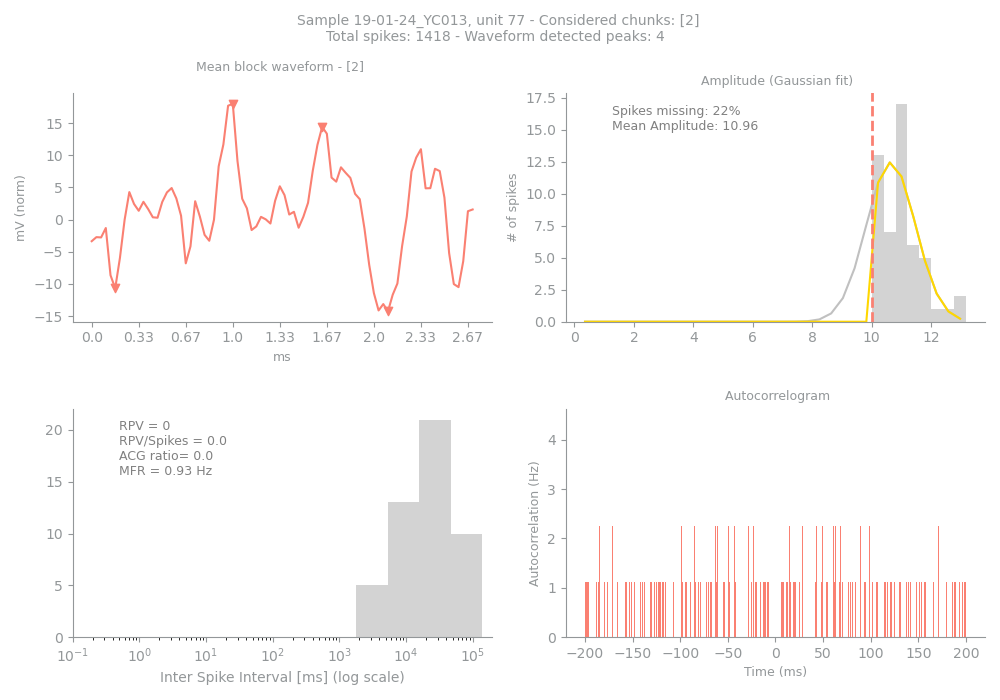 Sample 19-01-24_YC013, unit 77 - Considered chunks: [2]
Total spikes: 1418 - Waveform detected peaks: 4
Mean block waveform - [2]
mV (norm)
15
10
5
0
−5
−10
−15
0.0 0.33 0.67 1.0 1.33 1.67 2.0 2.33 2.67
ms
Amplitude (Gaussian fit)
Spikes missing: 22%
Mean Amplitude: 10.96
# of spikes
17.5
15.0
12.5
10.0
7.5
5.0
2.5
0.0
0 2 4 6 8 10 12
RPV = 0
RPV/Spikes = 0.0
ACG ratio= 0.0
MFR = 0.93 Hz
20
15
10
5
0
10⁻¹ 10⁰ 10¹ 10² 10³ 10⁴ 10⁵
Inter Spike Interval [ms] (log scale)
Autocorrelogram
Autocorrelation (Hz)
4
3
2
1
0
−200 −150 −100 −50 0 50 100 150 200
Time (ms)